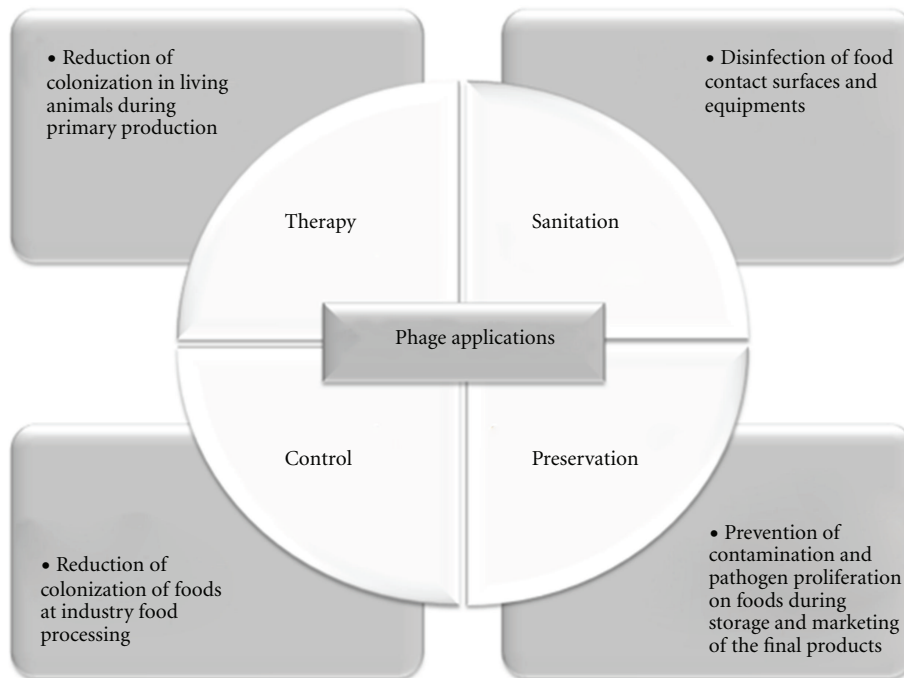 • Reduction of
colonization in living
animals during
primary production
• Disinfection of food
contact surfaces and
equipments
Therapy
Sanitation
Phage applications
Control
Preservation
• Reduction of
colonization of foods
at industry food
processing
• Prevention of
contamination and
pathogen proliferation
on foods during
storage and marketing
of the final products